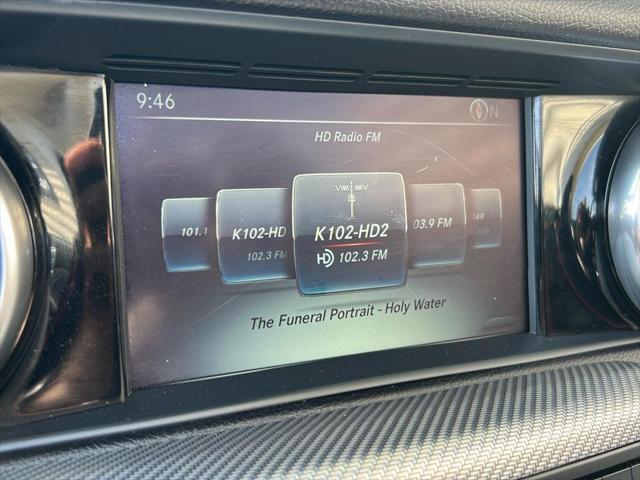 9:46
N
HD Radio FM
101.1
K102-HD
102.3 FM
K102-HD2
HD 102.3 FM
03.9 FM
The Funeral Portrait - Holy Water